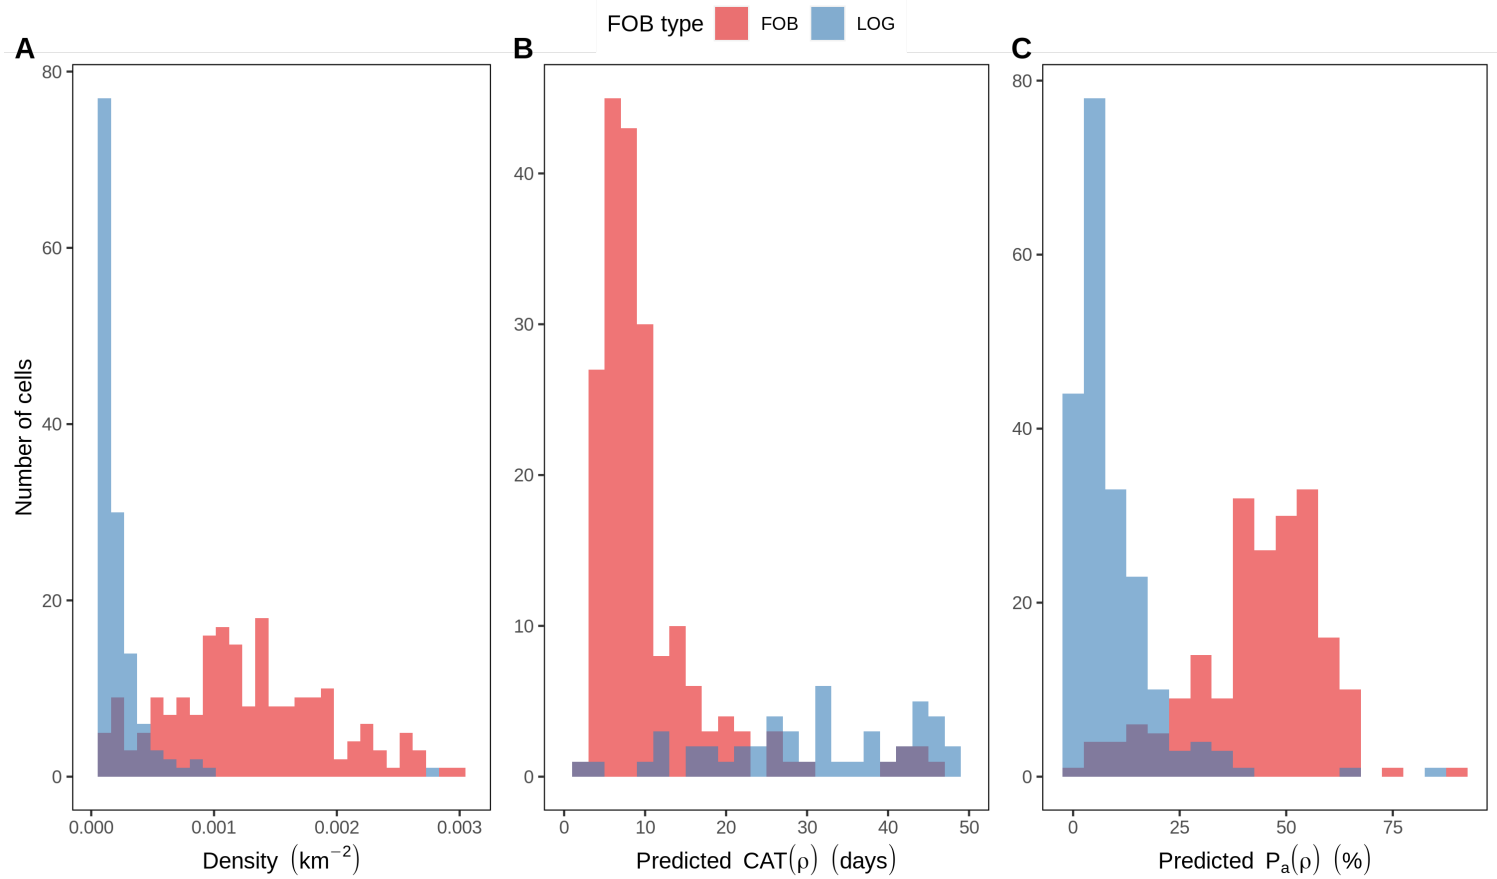 FOB type FOB LOG
A B C
80
60
40
20
0
Number of cells
0.000 0.001 0.002 0.003
Density (km⁻²)
40
30
20
10
0
0 10 20 30 40 50
Predicted CAT(ρ) (days)
80
60
40
20
0
0 25 50 75
Predicted Pₐ(ρ) (%)